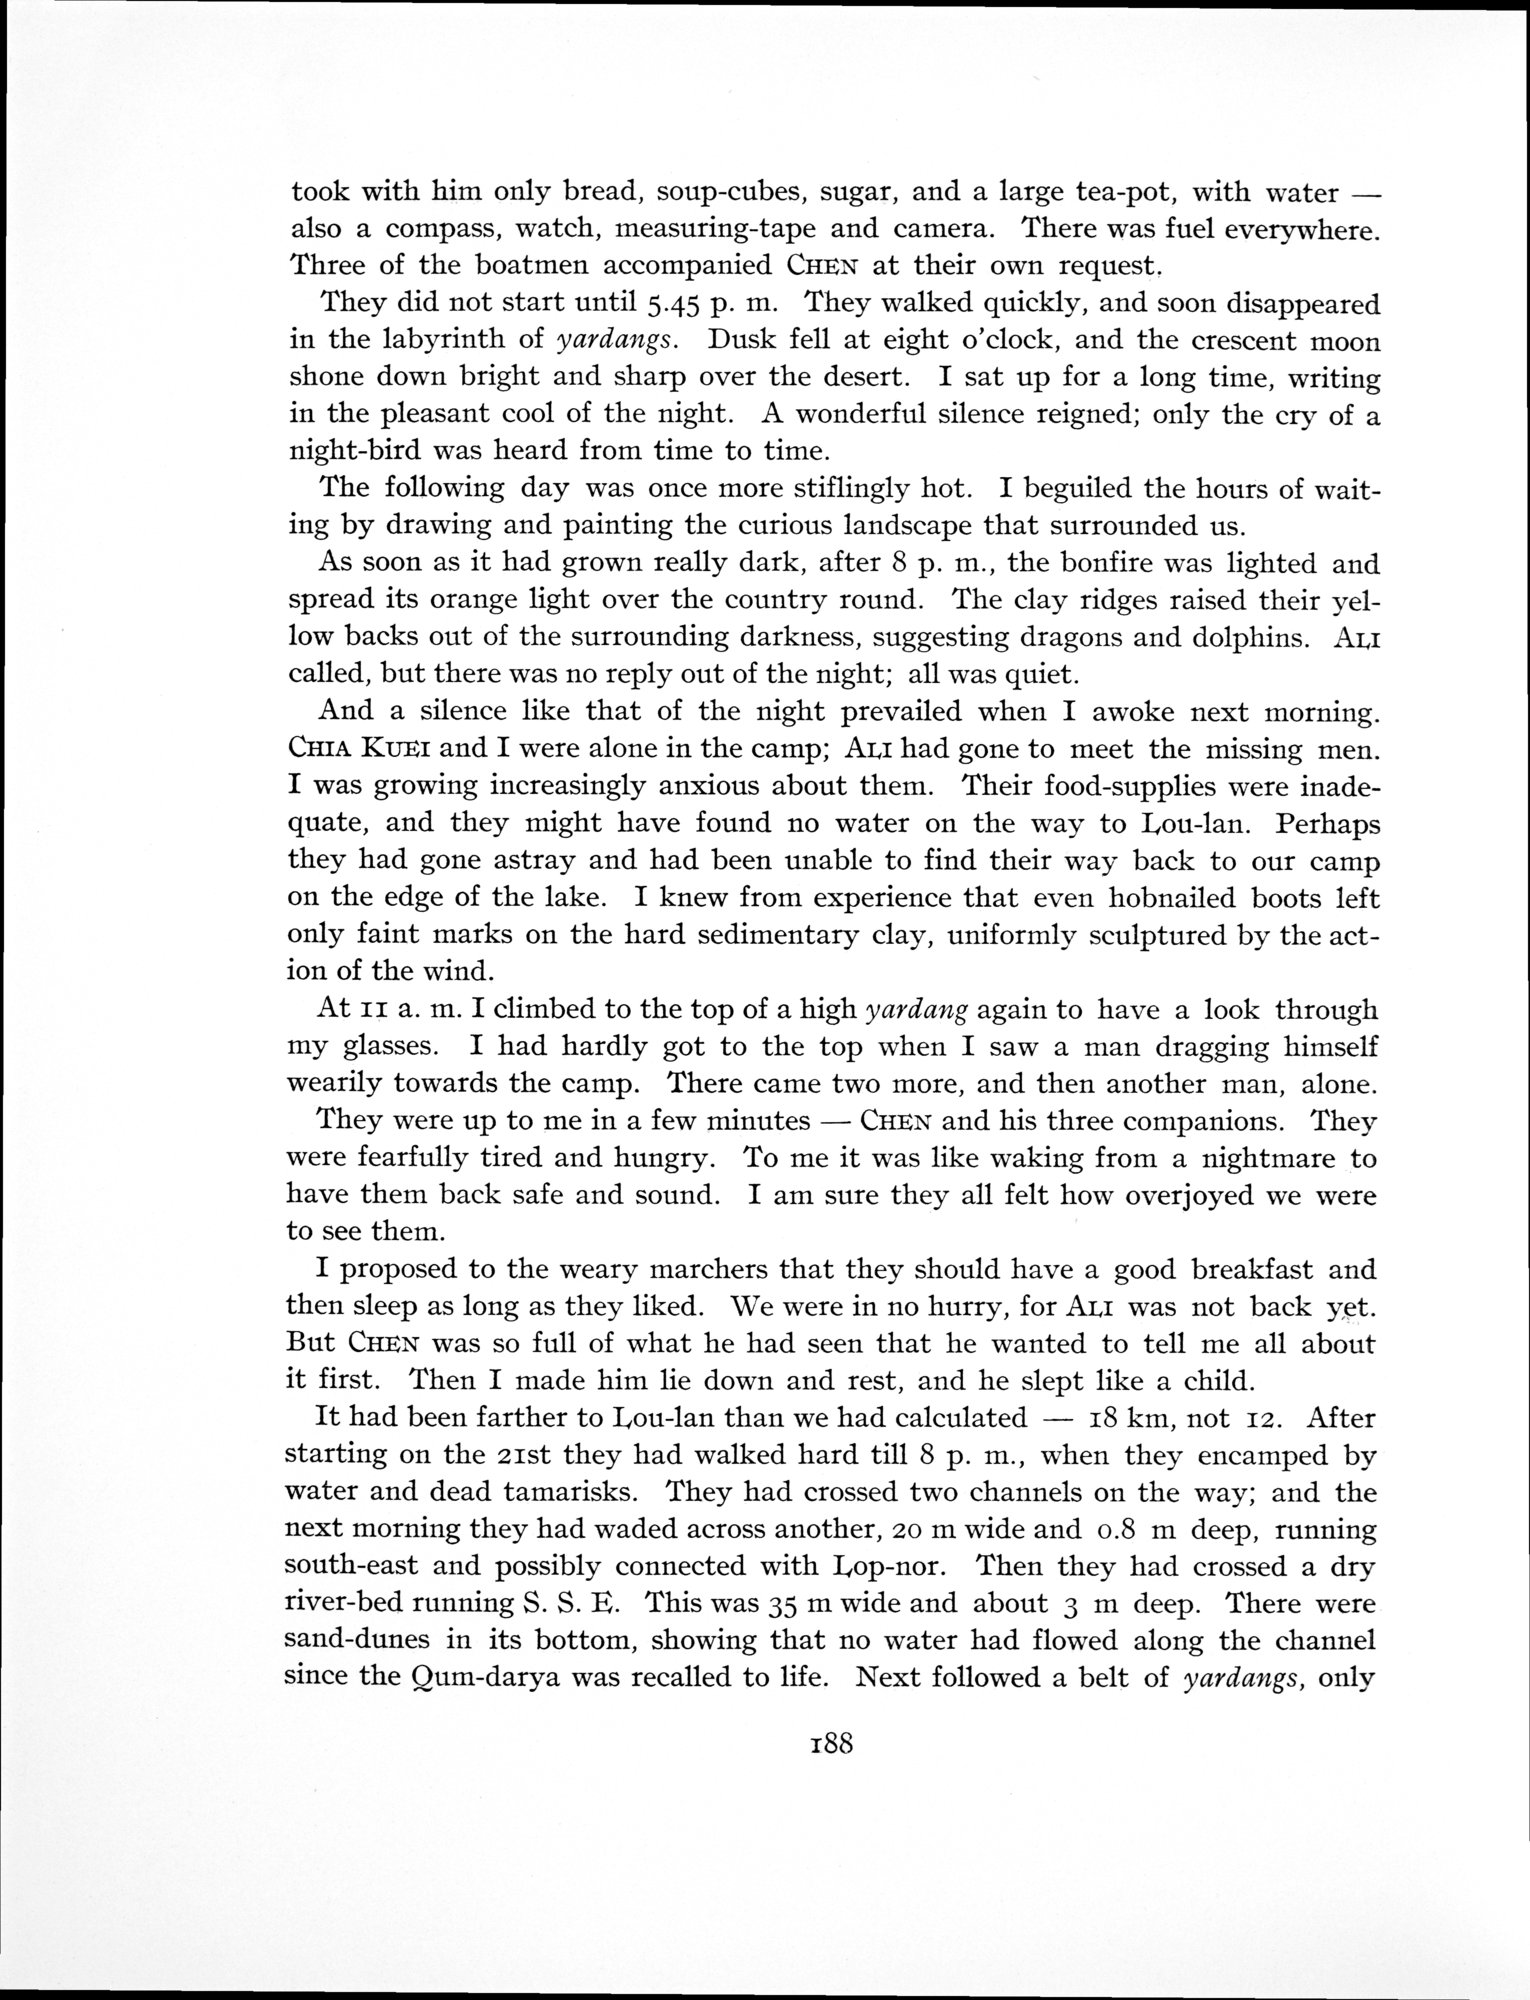 took with him only bread, soup-cubes, sugar, and a large tea-pot, with water —
also a compass, watch, measuring-tape and camera. There was fuel everywhere.
Three of the boatmen accompanied CHEN at their own request.
They did not start until 5.45 p. m. They walked quickly, and soon disappeared
in the labyrinth of yardangs. Dusk fell at eight o'clock, and the crescent moon
shone down bright and sharp over the desert. I sat up for a long time, writing
in the pleasant cool of the night. A wonderful silence reigned; only the cry of a
night-bird was heard from time to time.
The following day was once more stiflingly hot. I beguiled the hours of wait-
ing by drawing and painting the curious landscape that surrounded us.
As soon as it had grown really dark, after 8 p. m., the bonfire was lighted and
spread its orange light over the country round. The clay ridges raised their yel-
low backs out of the surrounding darkness, suggesting dragons and dolphins. ALI
called, but there was no reply out of the night; all was quiet.
And a silence like that of the night prevailed when I awoke next morning.
CHIA KUEI and I were alone in the camp; ALI had gone to meet the missing men.
I was growing increasingly anxious about them. Their food-supplies were inade-
quate, and they might have found no water on the way to Lou-lan. Perhaps
they had gone astray and had been unable to find their way back to our camp
on the edge of the lake. I knew from experience that even hobnailed boots left
only faint marks on the hard sedimentary clay, uniformly sculptured by the act-
ion of the wind.
At 11 a. m. I climbed to the top of a high yardang again to have a look through
my glasses. I had hardly got to the top when I saw a man dragging himself
wearily towards the camp. There came two more, and then another man, alone.
They were up to me in a few minutes — CHEN and his three companions. They
were fearfully tired and hungry. To me it was like waking from a nightmare to
have them back safe and sound. I am sure they all felt how overjoyed we were
to see them.
I proposed to the weary marchers that they should have a good breakfast and
then sleep as long as they liked. We were in no hurry, for ALI was not back yet.
But CHEN was so full of what he had seen that he wanted to tell me all about
it first. Then I made him lie down and rest, and he slept like a child.
It had been farther to Lou-lan than we had calculated — 18 km, not 12. After
starting on the 21st they had walked hard till 8 p. m., when they encamped by
water and dead tamarisks. They had crossed two channels on the way; and the
next morning they had waded across another, 20 m wide and 0.8 m deep, running
south-east and possibly connected with Lop-nor. Then they had crossed a dry
river-bed running S. S. E. This was 35 m wide and about 3 m deep. There were
sand-dunes in its bottom, showing that no water had flowed along the channel
since the Qum-darya was recalled to life. Next followed a belt of yardangs, only
188